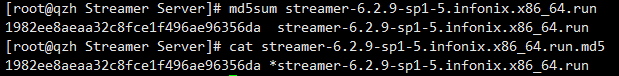 [root@qzh Streamer Server]# md5sum streamer-6.2.9-sp1-5.infonix.x86_64.run
1982ee8aeaa32c8fce1f496ae96356da  streamer-6.2.9-sp1-5.infonix.x86_64.run
[root@qzh Streamer Server]# cat streamer-6.2.9-sp1-5.infonix.x86_64.run.md5
1982ee8aeaa32c8fce1f496ae96356da *streamer-6.2.9-sp1-5.infonix.x86_64.run